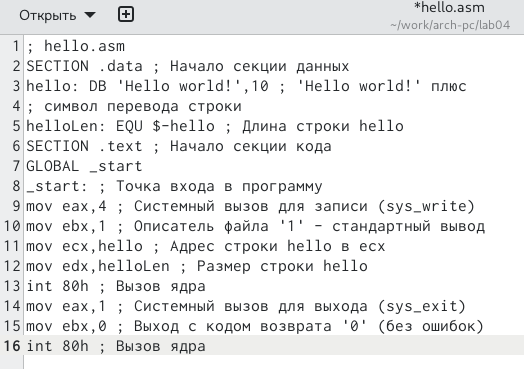 Открыть
*hello.asm
~/work/arch-pc/lab04
1 ; hello.asm
2 SECTION .data ; Начало секции данных
3 hello: DB 'Hello world!',10 ; 'Hello world!' плюс
4 ; символ перевода строки
5 helloLen: EQU $-hello ; Длина строки hello
6 SECTION .text ; Начало секции кода
7 GLOBAL _start
8 _start: ; Точка входа в программу
9 mov eax,4 ; Системный вызов для записи (sys_write)
10 mov ebx,1 ; Описатель файла '1' - стандартный вывод
11 mov ecx,hello ; Адрес строки hello в ecx
12 mov edx,helloLen ; Размер строки hello
13 int 80h ; Вызов ядра
14 mov eax,1 ; Системный вызов для выхода (sys_exit)
15 mov ebx,0 ; Выход с кодом возврата '0' (без ошибок)
16 int 80h ; Вызов ядра